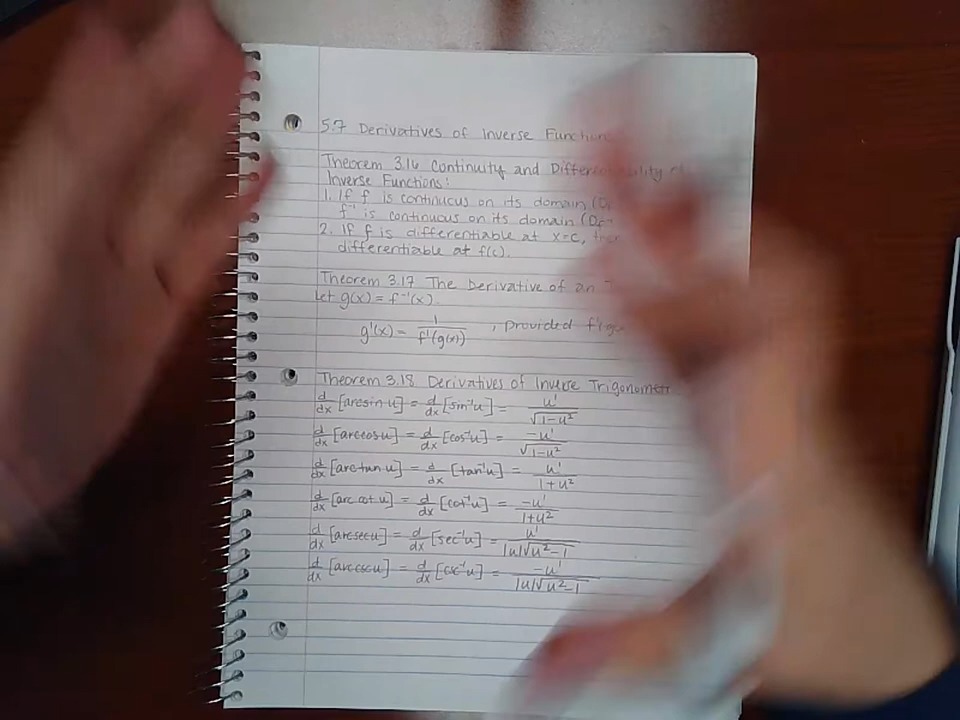 5.7 Derivatives of Inverse
Theorem 3.16 Continuity and
Inverse Functions:
1. If f is continuous on its domain
f⁻¹ is continuous on its domain
2. If f is differentiable at x=c,
differentiable at f(c).
Theorem 3.17 The Derivative of an
Let g(x) = f⁻¹(x).
g'(x) = 1/f'(g(x)) , provided
Theorem 3.18 Derivatives of Inverse
d/dx [arcsin u] = d/dx [sin⁻¹u] = u'/√(1-u²)
d/dx [arccos u] = d/dx [cos⁻¹u] = -u'/√(1-u²)
d/dx [arctan u] = d/dx [tan⁻¹u] = u'/(1+u²)
d/dx [arc cot u] = d/dx [cot⁻¹u] = -u'/(1+u²)
d/dx [arcsec u] = d/dx [sec⁻¹u] = u'/(|u|√(u²-1))
d/dx [arccsc u] = d/dx [csc⁻¹u] = -u'/(|u|√(u²-1))